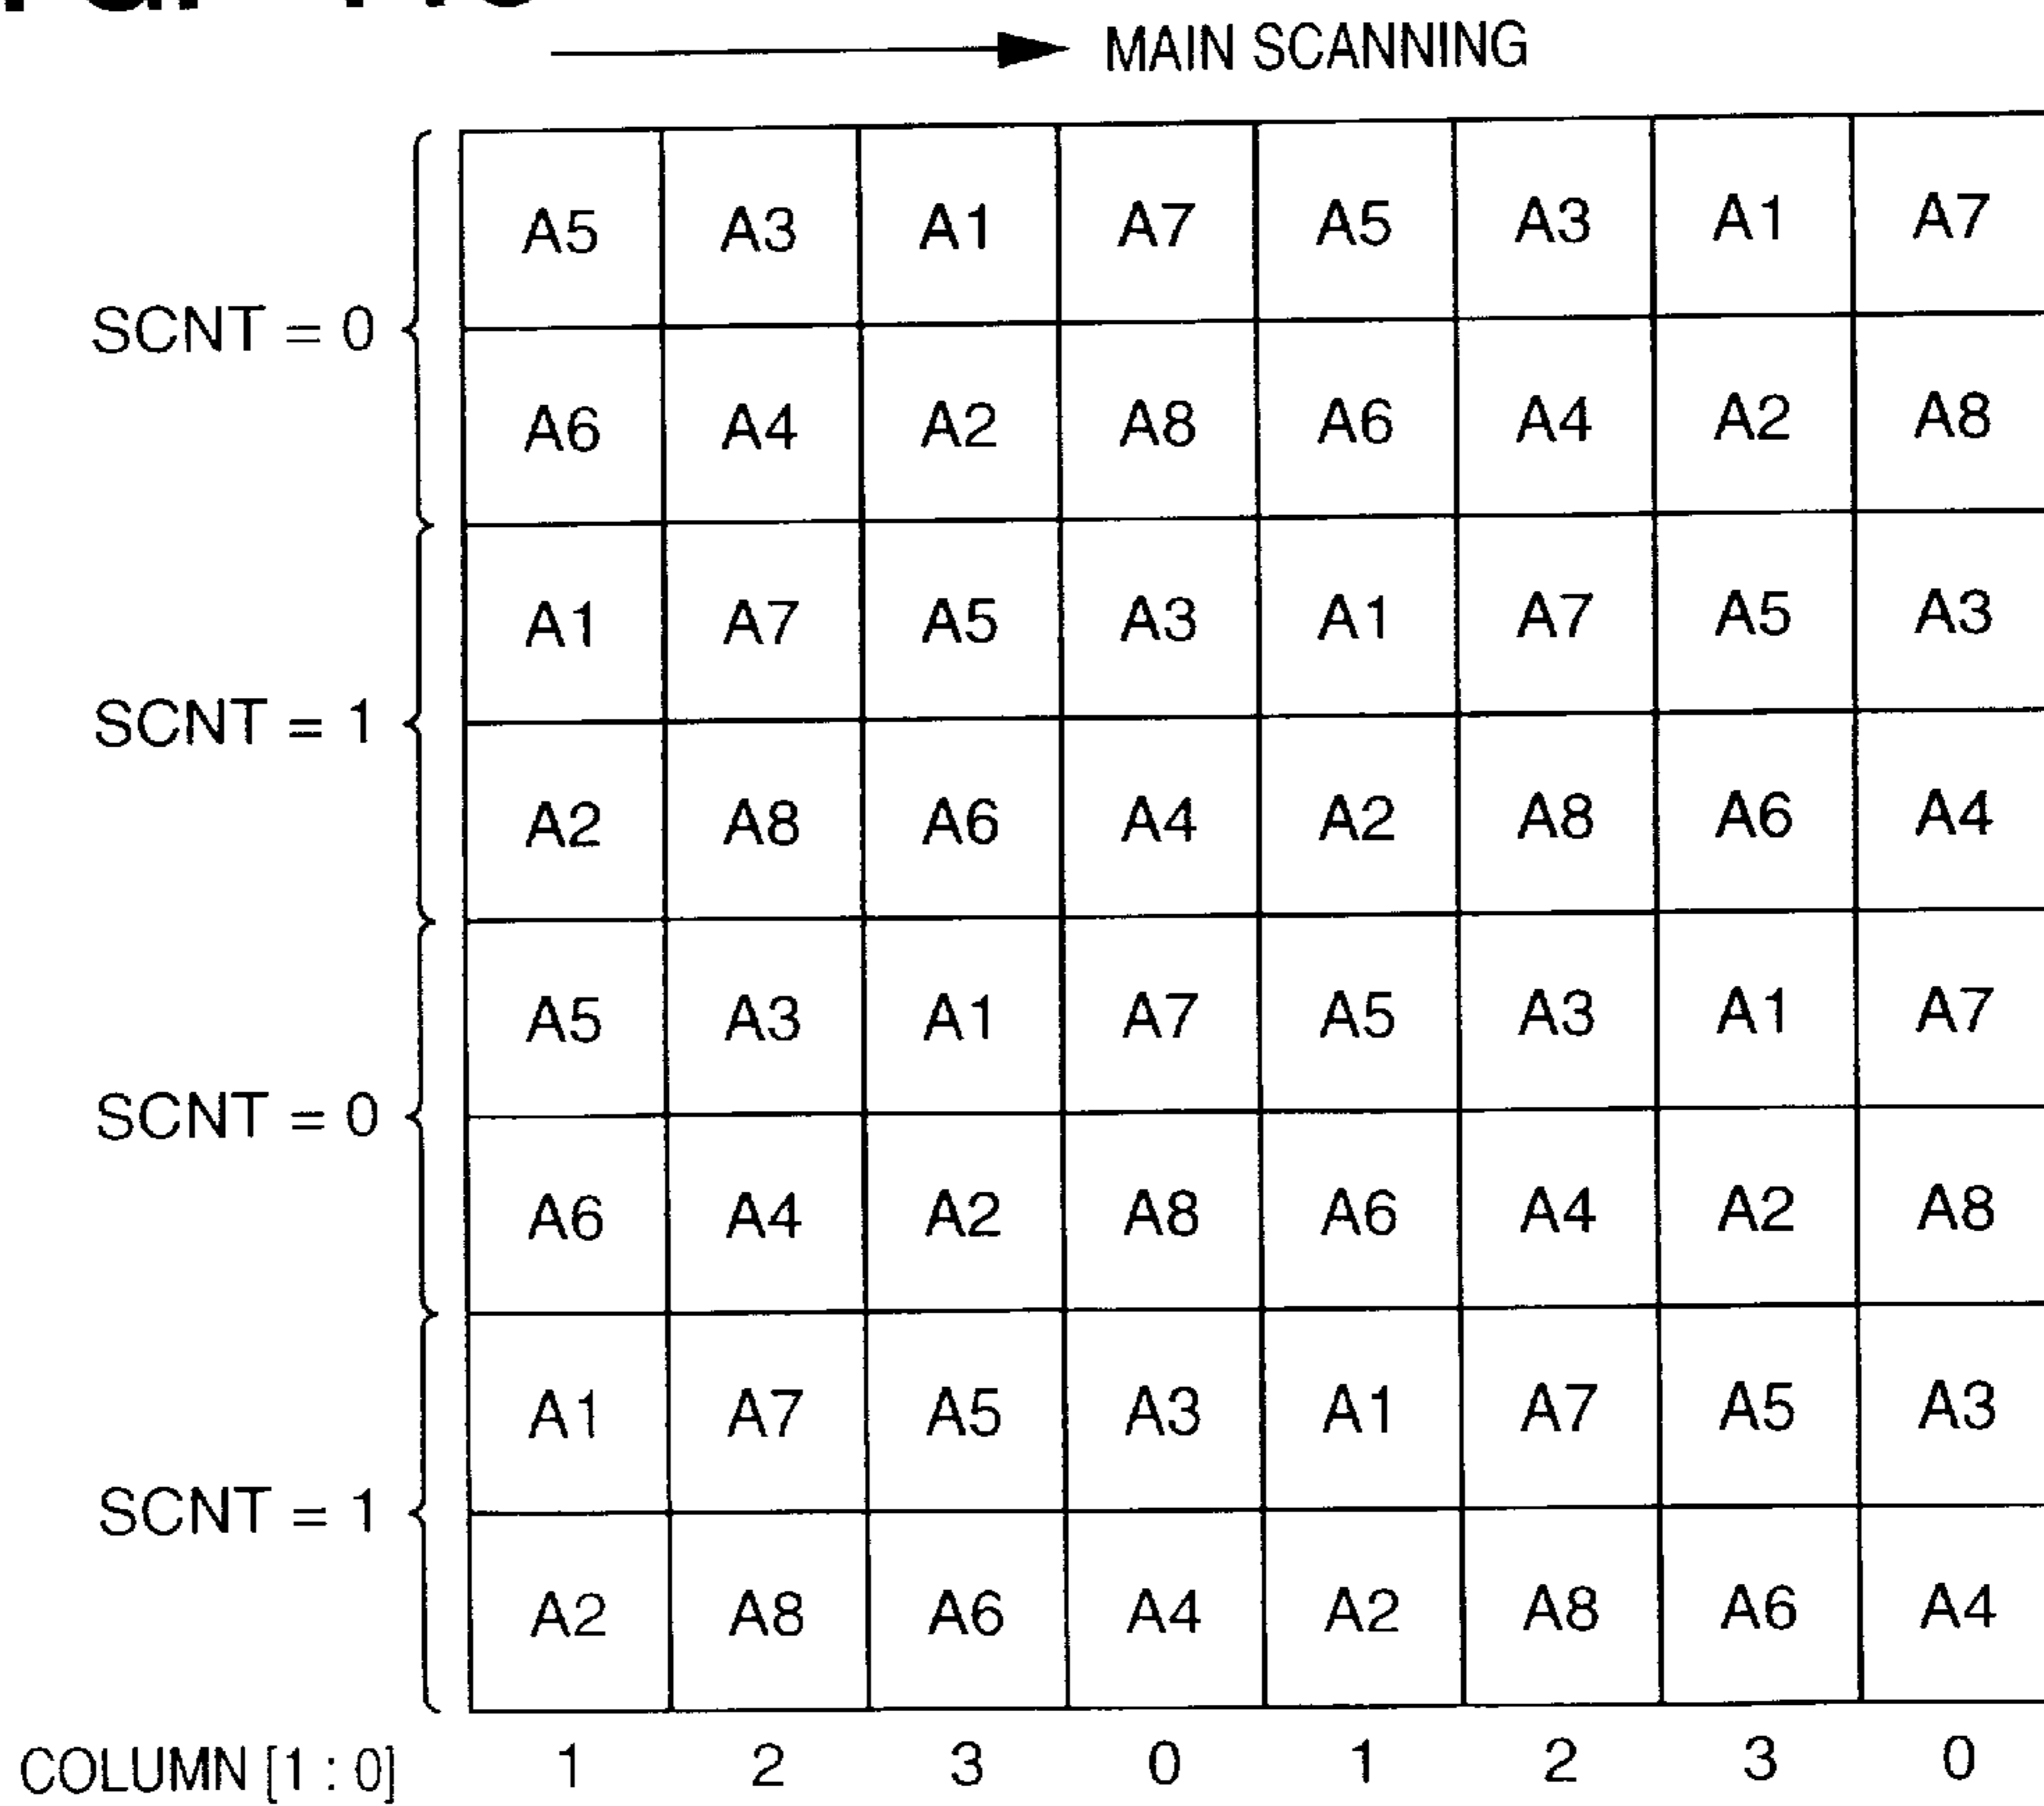 MAIN SCANNING
A5 A3 A1 A7 A5 A3 A1 A7
SCNT = 0
A6 A4 A2 A8 A6 A4 A2 A8
A1 A7 A5 A3 A1 A7 A5 A3
SCNT = 1
A2 A8 A6 A4 A2 A8 A6 A4
A5 A3 A1 A7 A5 A3 A1 A7
SCNT = 0
A6 A4 A2 A8 A6 A4 A2 A8
A1 A7 A5 A3 A1 A7 A5 A3
SCNT = 1
A2 A8 A6 A4 A2 A8 A6 A4
COLUMN [1 : 0] 1 2 3 0 1 2 3 0